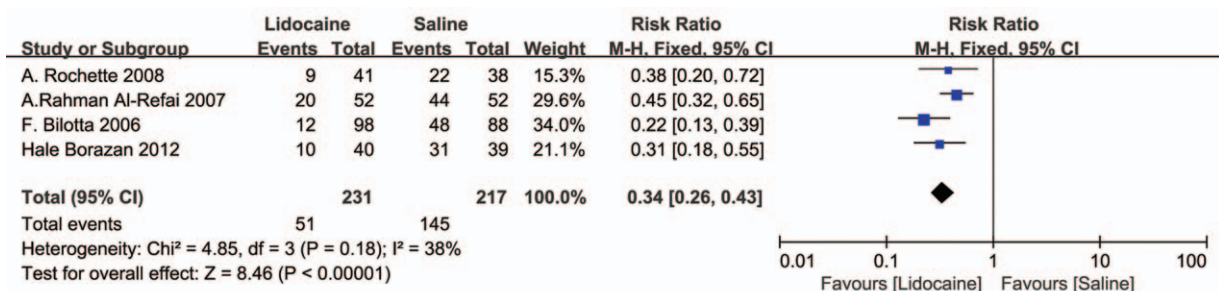 Lidocaine Saline Risk Ratio Risk Ratio
Study or Subgroup Events Total Events Total Weight M-H, Fixed, 95% CI M-H, Fixed, 95% CI
A. Rochette 2008 9 41 22 38 15.3% 0.38 [0.20, 0.72]
A.Rahman Al-Refai 2007 20 52 44 52 29.6% 0.45 [0.32, 0.65]
F. Bilotta 2006 12 98 48 88 34.0% 0.22 [0.13, 0.39]
Hale Borazan 2012 10 40 31 39 21.1% 0.31 [0.18, 0.55]
Total (95% CI) 231 217 100.0% 0.34 [0.26, 0.43]
Total events 51 145
Heterogeneity: Chi² = 4.85, df = 3 (P = 0.18); I² = 38%
Test for overall effect: Z = 8.46 (P < 0.00001)
0.01 0.1 1 10 100
Favours [Lidocaine] Favours [Saline]